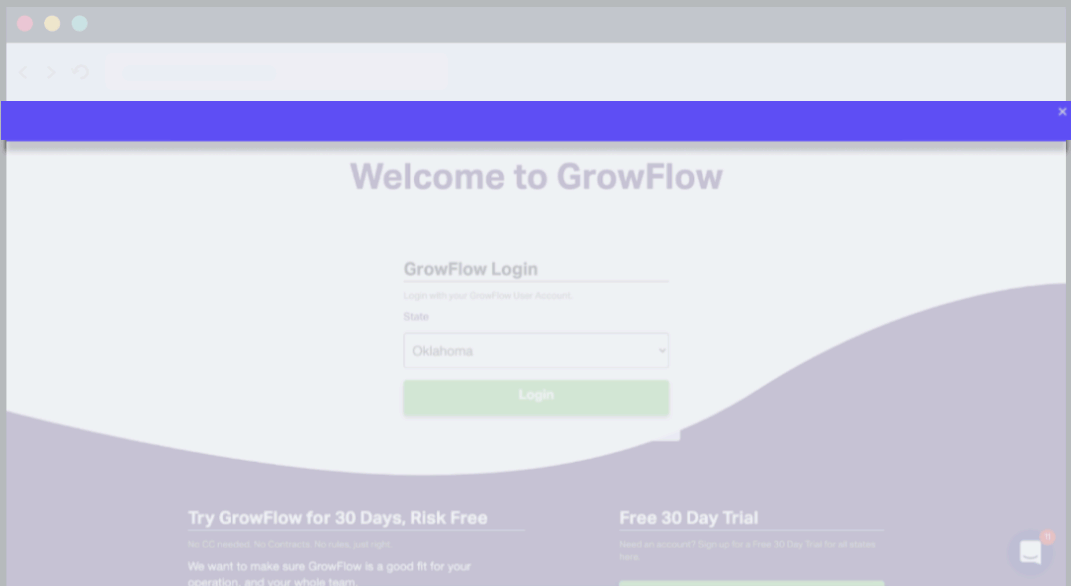 ×
Welcome to GrowFlow
GrowFlow Login
Login with your GrowFlow User Account.
State
Oklahoma
Login
Try GrowFlow for 30 Days, Risk Free
No CC needed. No Contracts. No rules, just right.
We want to make sure GrowFlow is a good fit for your
operation, and your whole team.
Free 30 Day Trial
Need an account? Sign up for a Free 30 Day Trial for all states
here.
11